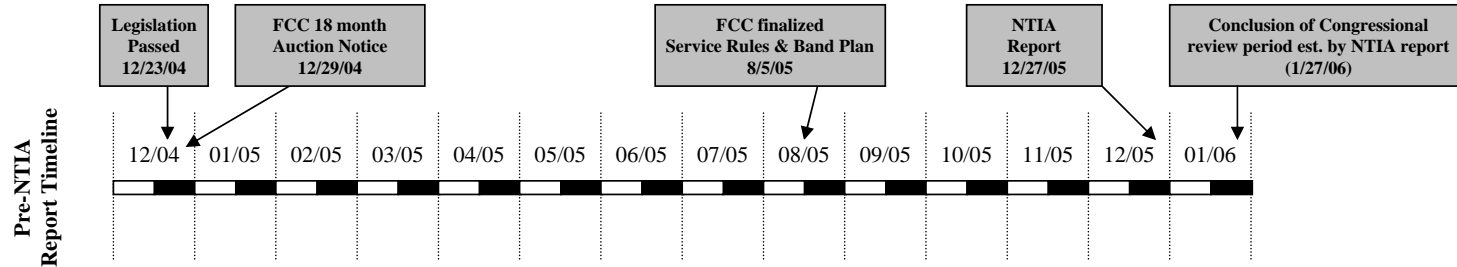 Legislation
Passed
12/23/04
FCC 18 month
Auction Notice
12/29/04
FCC finalized
Service Rules & Band Plan
8/5/05
NTIA
Report
12/27/05
Conclusion of Congressional
review period est. by NTIA report
(1/27/06)
Pre-NTIA
Report Timeline
12/04 01/05 02/05 03/05 04/05 05/05 06/05 07/05 08/05 09/05 10/05 11/05 12/05 01/06